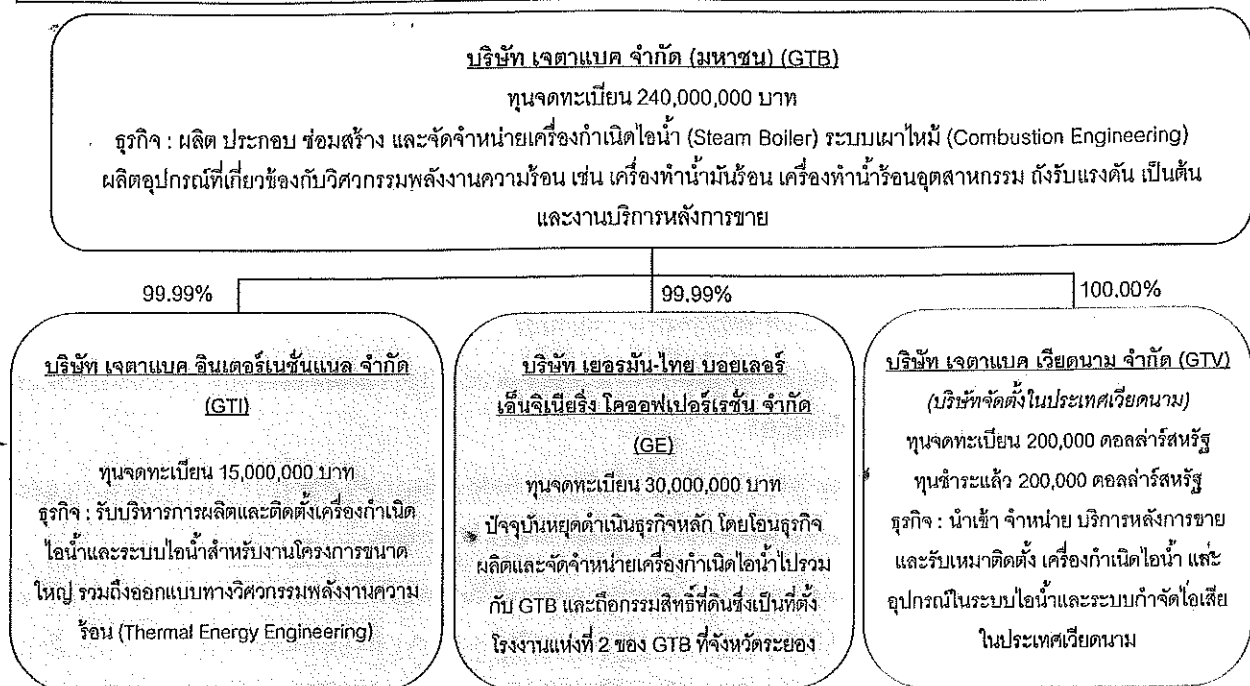 บริษัท เจตาแบค จำกัด (มหาชน) (GTB)
ทุนจดทะเบียน 240,000,000 บาท
ธุรกิจ : ผลิต ประกอบ ซ่อมสร้าง และจัดจำหน่ายเครื่องกำเนิดไอน้ำ (Steam Boiler) ระบบเผาไหม้ (Combustion Engineering)
ผลิตอุปกรณ์ที่เกี่ยวข้องกับวิศวกรรมพลังงานความร้อน เช่น เครื่องทำน้ำมันร้อน เครื่องทำน้ำร้อนอุตสาหกรรม ถังรับแรงดัน เป็นต้น
และงานบริการหลังการขาย
99.99%
99.99%
100.00%
บริษัท เจตาแบค อินเตอร์เนชั่นแนล จำกัด
(GTI)
ทุนจดทะเบียน 15,000,000 บาท
ธุรกิจ : รับบริหารการผลิตและติดตั้งเครื่องกำเนิด
ไอน้ำและระบบไอน้ำสำหรับงานโครงการขนาด
ใหญ่ รวมถึงออกแบบทางวิศวกรรมพลังงานความ
ร้อน (Thermal Energy Engineering)
บริษัท เยอรมัน-ไทย บอยเลอร์
เอ็นจิเนียริ่ง โคออฟเปอร์เรชั่น จำกัด
(GE)
ทุนจดทะเบียน 30,000,000 บาท
ปัจจุบันหยุดดำเนินธุรกิจหลัก โดยโอนธุรกิจ
ผลิตและจัดจำหน่ายเครื่องกำเนิดไอน้ำไปรวม
กับ GTB และถือกรรมสิทธิ์ที่ดินซึ่งเป็นที่ตั้ง
โรงงานแห่งที่ 2 ของ GTB ที่จังหวัดระยอง
บริษัท เจตาแบค เวียดนาม จำกัด (GTV)
(บริษัทจัดตั้งในประเทศเวียดนาม)
ทุนจดทะเบียน 200,000 ดอลล่าร์สหรัฐ
ทุนชำระแล้ว 200,000 ดอลล่าร์สหรัฐ
ธุรกิจ : นำเข้า จำหน่าย บริการหลังการขาย
และรับเหมาติดตั้ง เครื่องกำเนิดไอน้ำ และ
อุปกรณ์ในระบบไอน้ำและระบบกำจัดไอเสีย
ในประเทศเวียดนาม